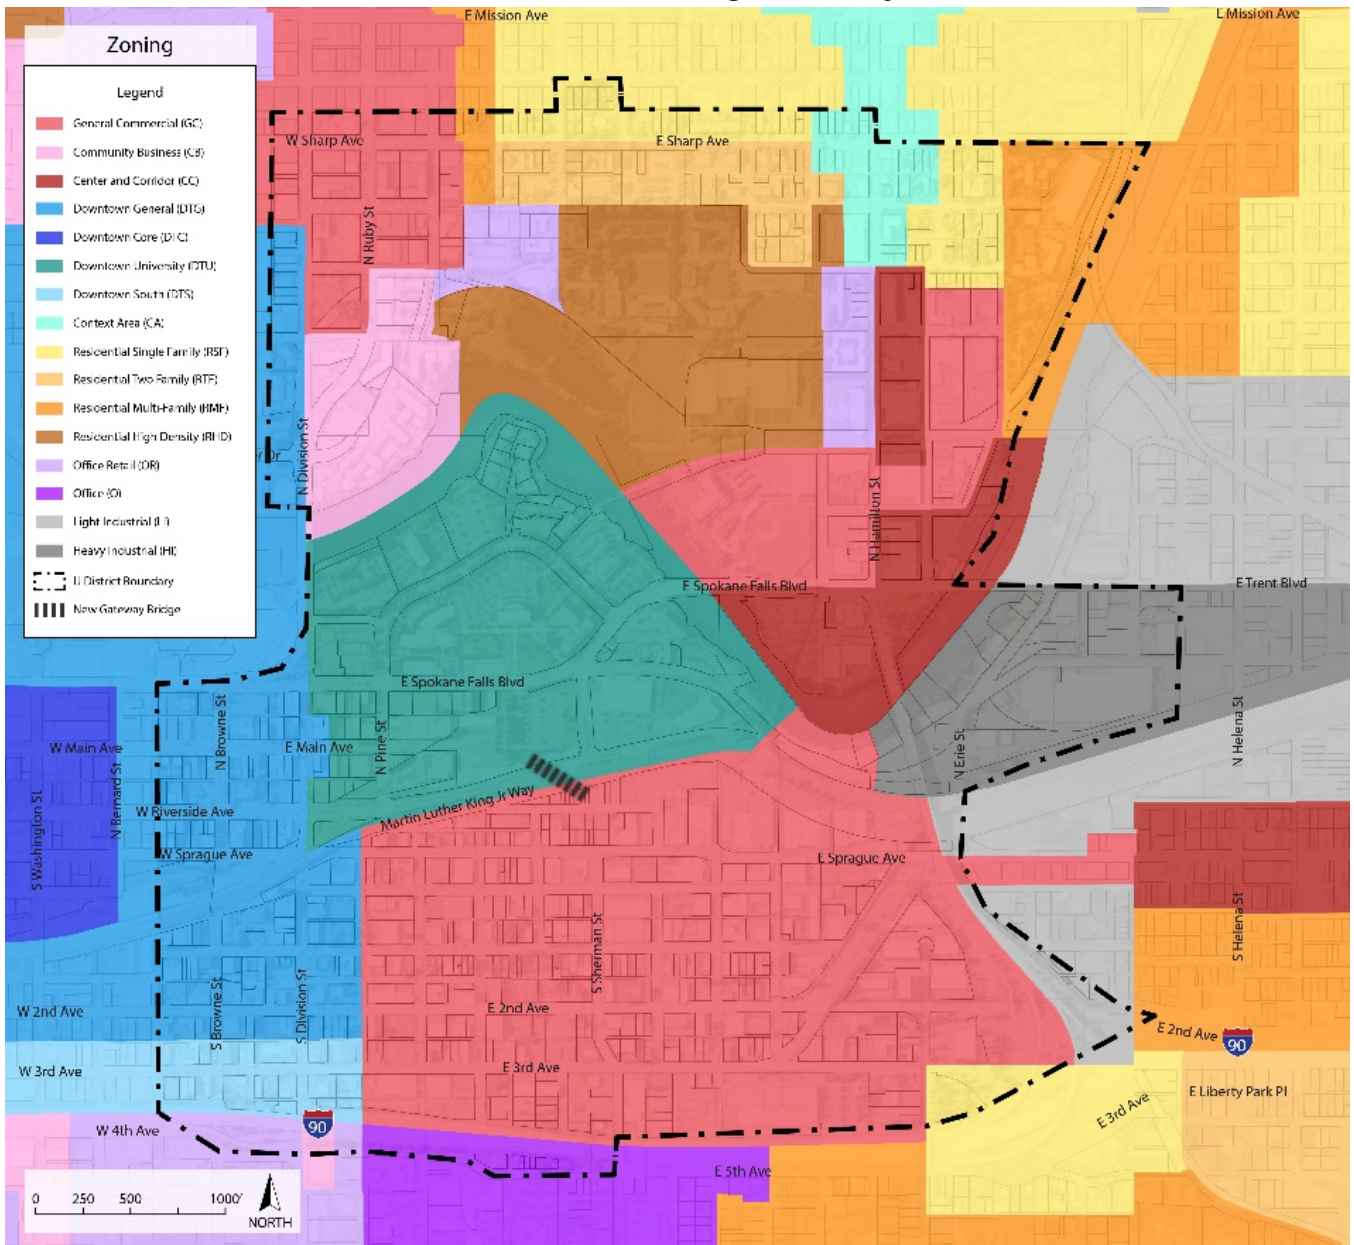 E Mission Ave
E Mission Ave
Zoning
Legend
General Commercial (GC)
Community Business (CB)
Center and Corridor (CC)
Downtown General (DTG)
Downtown Core (DTC)
Downtown University (DTU)
Downtown South (DTS)
Context Area (CA)
Residential Single Family (RSF)
Residential Two Family (RTF)
Residential Multi-Family (RMF)
Residential High Density (RHD)
Office Retail (OR)
Office (O)
Light Industrial (LI)
Heavy Industrial (HI)
U District Boundary
New Gateway Bridge
W Sharp Ave
E Sharp Ave
N Ruby St
N Division St
Dr
N Hamilton St
E Spokane Falls Blvd
E Trent Blvd
E Spokane Falls Blvd
N Browne St
N Pine St
E Main Ave
W Main Ave
N Bernard St
S Washington St
N Erie St
N Helena St
W Riverside Ave
Martin Luther King Jr Way
W Sprague Ave
E Sprague Ave
S Sherman St
S Helena St
S Browne St
S Division St
W 2nd Ave
E 2nd Ave
E 2nd Ave
90
W 3rd Ave
E 3rd Ave
E Liberty Park Pl
E 3rd Ave
90
W 4th Ave
E 5th Ave
0 250 500 1000'
NORTH